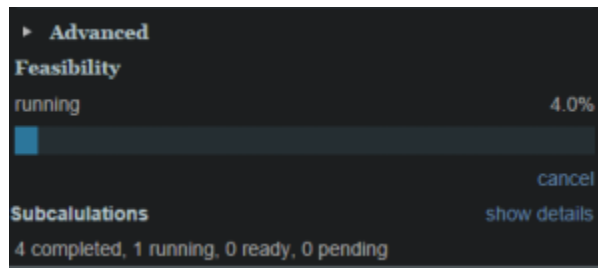 Advanced
Feasibility
running 4.0%
cancel
Subcalulations show details
4 completed, 1 running, 0 ready, 0 pending